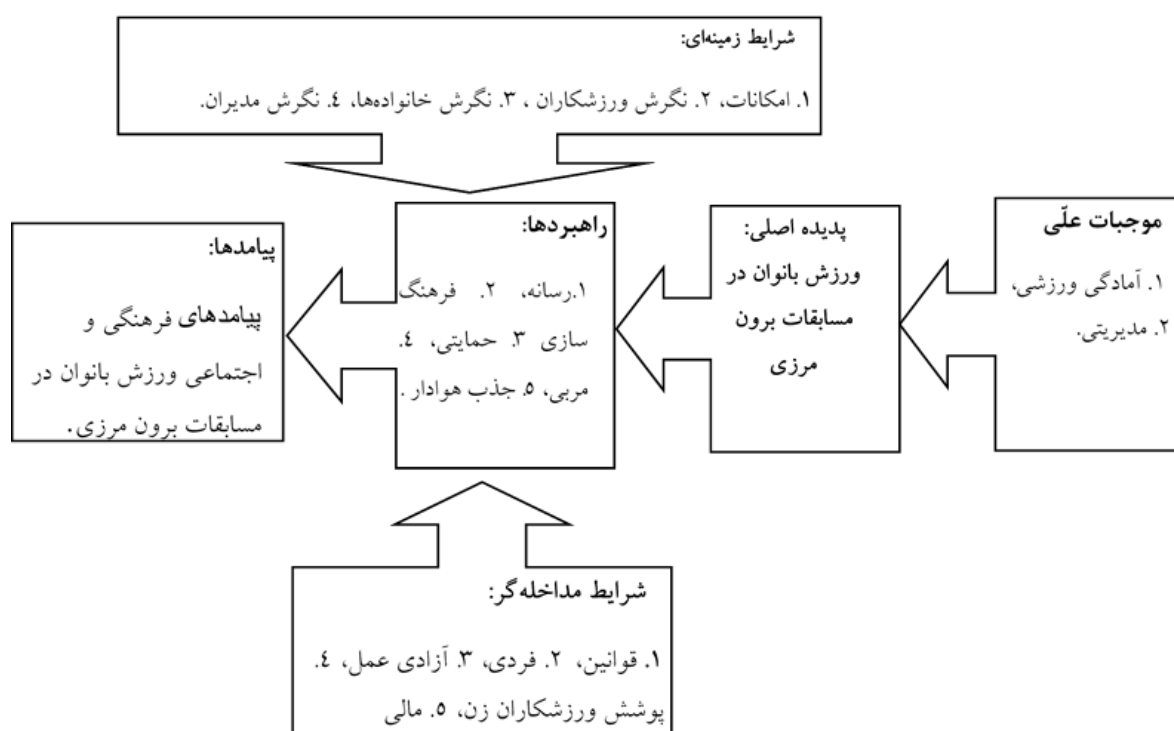 شرایط زمینه‌ای:
۱. امکانات، ۲. نگرش ورزشکاران ، ۳. نگرش خانواده‌ها، ٤. نگرش مدیران.
موجبات علّی
۱. آمادگی ورزشی،
۲. مدیریتی.
پدیده اصلی:
ورزش بانوان در
مسابقات برون
مرزی
راهبردها:
۱.رسانه، ۲. فرهنگ
سازی ۳. حمایتی، ٤.
مربی، ٥. جذب هوادار .
پیامدها:
پیامدهای فرهنگی و
اجتماعی ورزش بانوان در
مسابقات برون مرزی.
شرایط مداخله‌گر:
۱. قوانین، ۲. فردی، ۳. آزادی عمل، ٤.
پوشش ورزشکاران زن، ٥. مالی